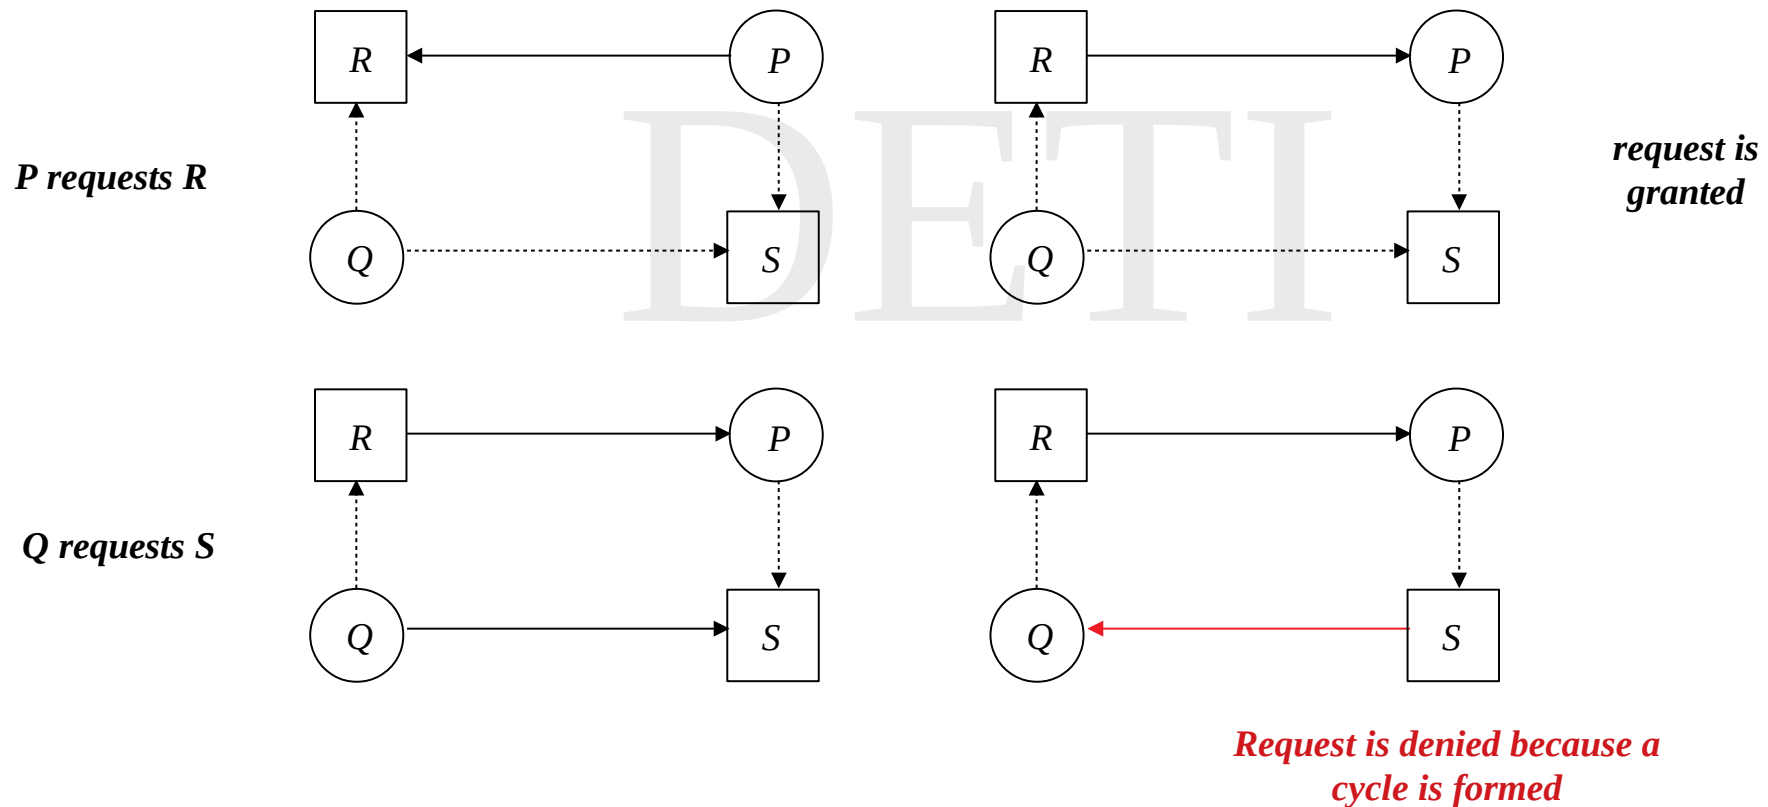 R
P
R
P
P requests R
request is
granted
Q
S
Q
S
DETI
R
P
R
P
Q requests S
Q
S
Q
S
Request is denied because a
cycle is formed